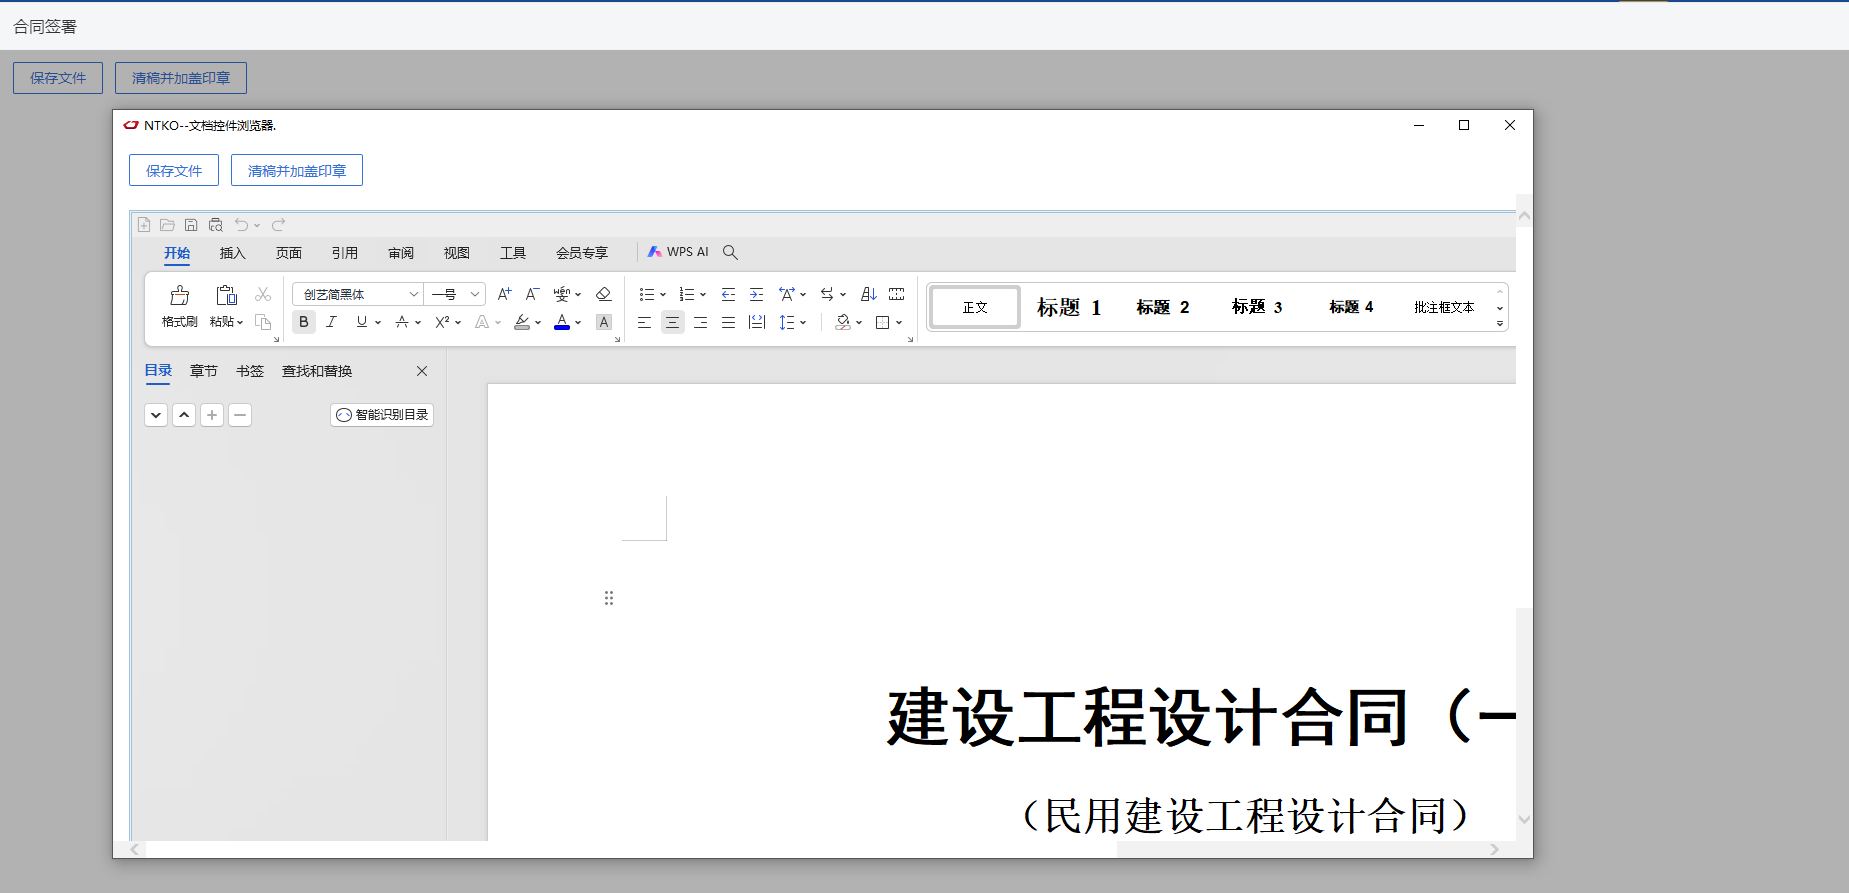 合同签署
保存文件 清稿并加盖印章
NTKO--文档控件浏览器.
保存文件 清稿并加盖印章
开始 插入 页面 引用 审阅 视图 工具 会员专享 WPS AI
创艺简黑体 一号 A+ A- wén 正文 标题 1 标题 2 标题 3 标题 4 批注框文本
格式刷 粘贴 B I U A X² A A A
目录 章节 书签 查找和替换
智能识别目录
建设工程设计合同（一
（民用建设工程设计合同）